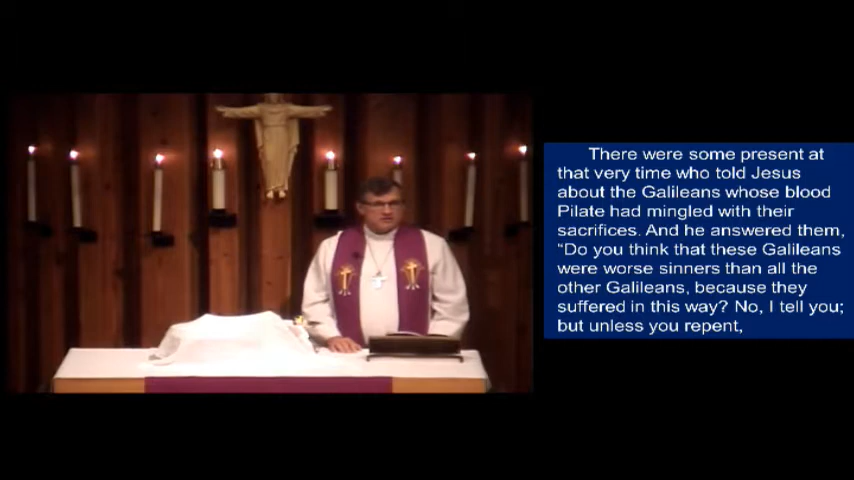 There were some present at
that very time who told Jesus
about the Galileans whose blood
Pilate had mingled with their
sacrifices. And he answered them,
“Do you think that these Galileans
were worse sinners than all the
other Galileans, because they
suffered in this way? No, I tell you;
but unless you repent,